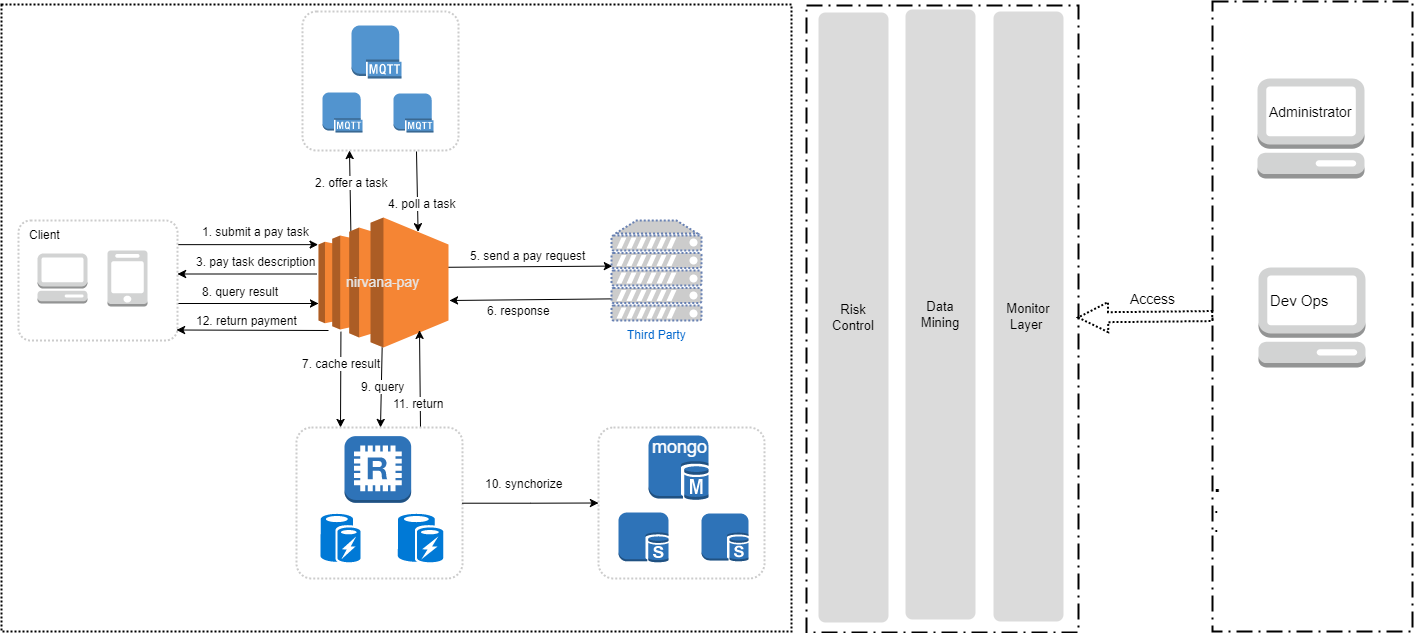 MQTT
MQTT
MQTT
2. offer a task
4. poll a task
Client
1. submit a pay task
3. pay task description
8. query result
12. return payment
nirvana-pay
5. send a pay request
6. response
Third Party
7. cache result
9. query
11. return
R
10. synchorize
mongo
M
S
S
Risk
Control
Data
Mining
Monitor
Layer
Access
Administrator
Dev Ops